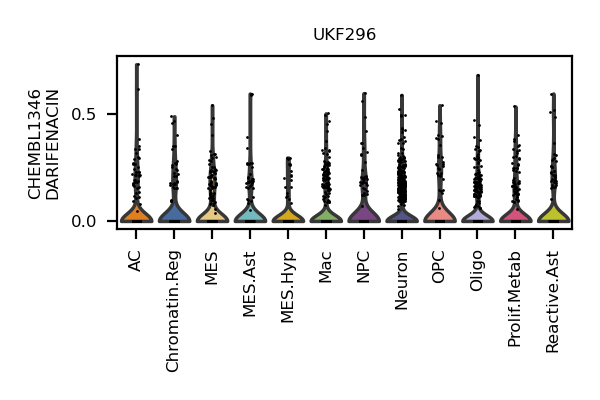 UKF296
CHEMBL1346
DARIFENACIN
0.5
0.0
AC
Chromatin.Reg
MES
MES.Ast
MES.Hyp
Mac
NPC
Neuron
OPC
Oligo
Prolif.Metab
Reactive.Ast